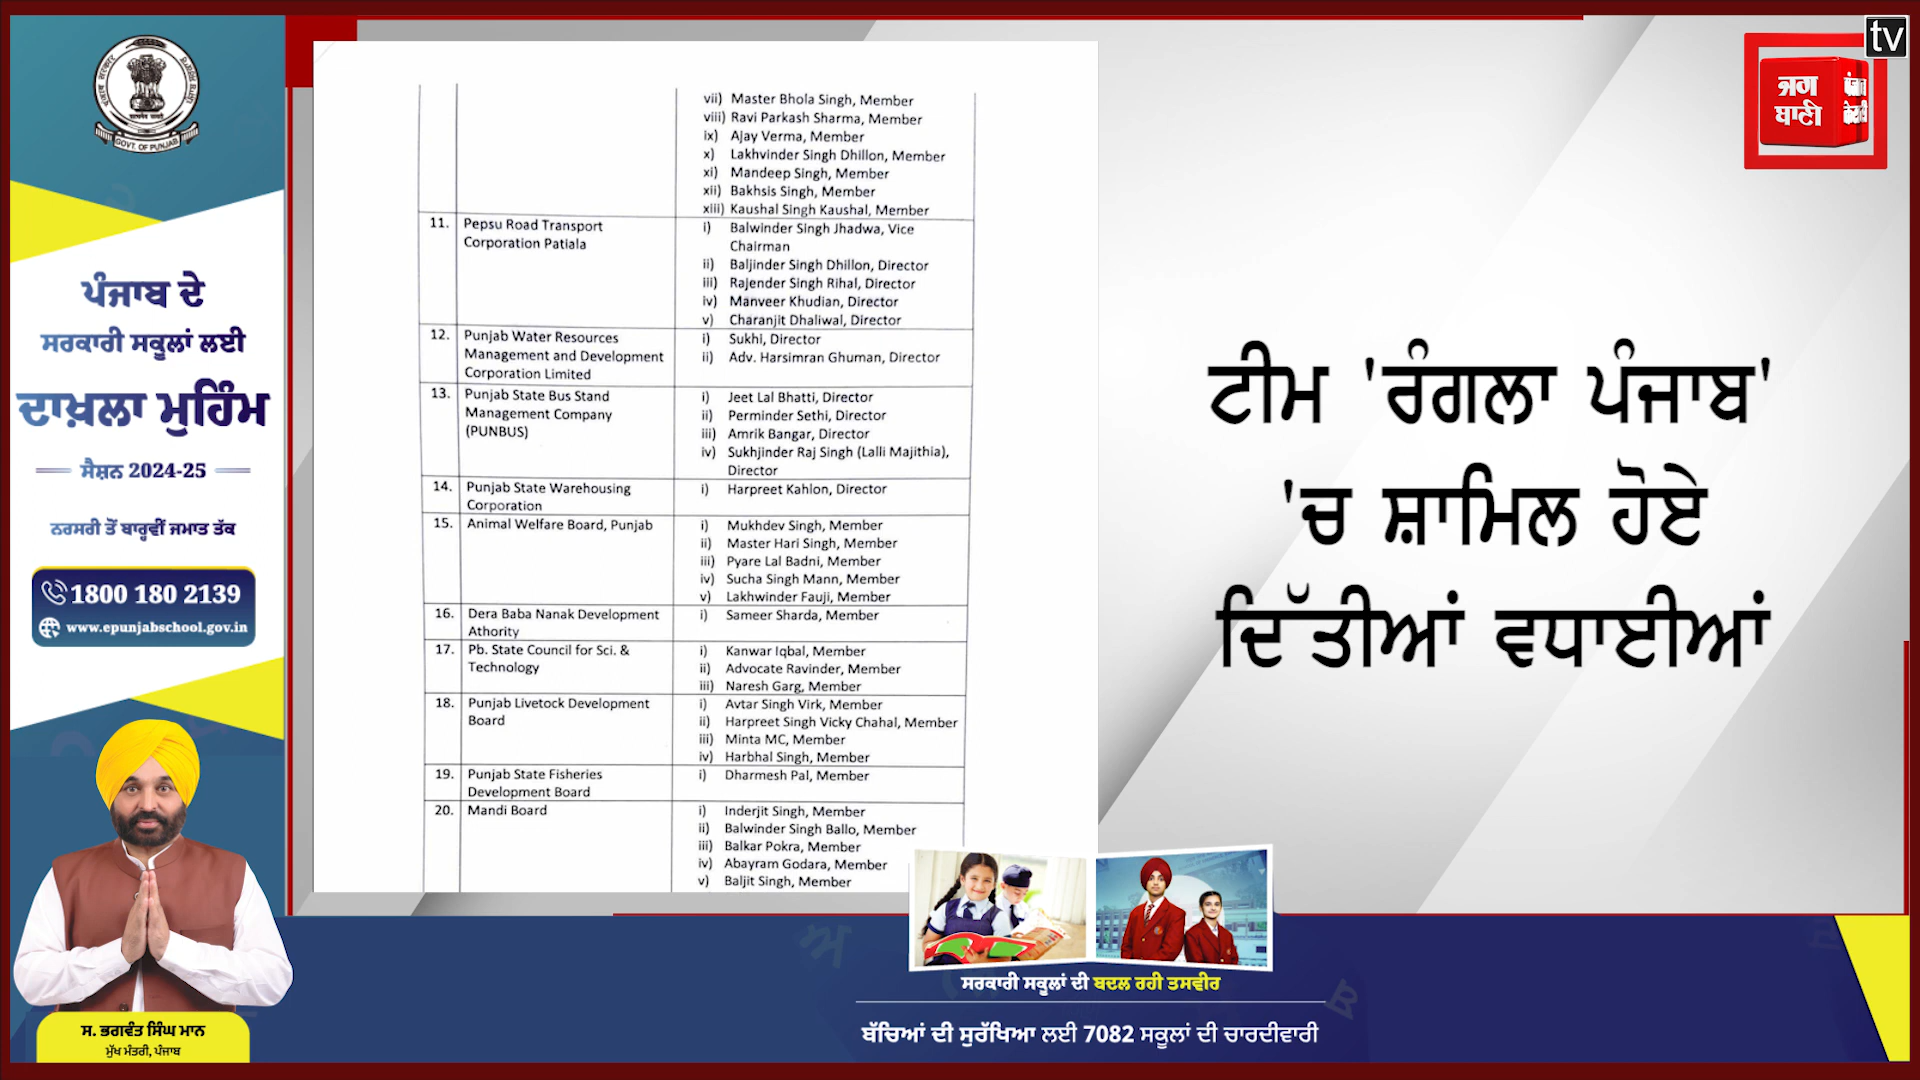 GOVT. OF PUNJAB
ਪੰਜਾਬ ਦੇ
ਸਰਕਾਰੀ ਸਕੂਲਾਂ ਲਈ
ਦਾਖ਼ਲਾ ਮੁਹਿੰਮ
ਸੈਸ਼ਨ 2024-25
ਨਰਸਰੀ ਤੋਂ ਬਾਰ੍ਹਵੀਂ ਜਮਾਤ ਤੱਕ
1800 180 2139
www.epunjabschool.gov.in
ਸ. ਭਗਵੰਤ ਸਿੰਘ ਮਾਨ
ਮੁੱਖ ਮੰਤਰੀ, ਪੰਜਾਬ
vii) Master Bhola Singh, Member
viii) Ravi Parkash Sharma, Member
ix) Ajay Verma, Member
x) Lakhvinder Singh Dhillon, Member
xi) Mandeep Singh, Member
xii) Bakhsis Singh, Member
xiii) Kaushal Singh Kaushal, Member
11. Pepsu Road Transport Corporation Patiala
i) Balwinder Singh Jhadwa, Vice
Chairman
ii) Baljinder Singh Dhillon, Director
iii) Rajender Singh Rihal, Director
iv) Manveer Khudian, Director
v) Charanjit Dhaliwal, Director
12. Punjab Water Resources
Management and Development
Corporation Limited
i) Sukhi, Director
ii) Adv. Harsimran Ghuman, Director
13. Punjab State Bus Stand
Management Company
(PUNBUS)
i) Jeet Lal Bhatti, Director
ii) Perminder Sethi, Director
iii) Amrik Bangar, Director
iv) Sukhjinder Raj Singh (Lalli Majithia),
Director
14. Punjab State Warehousing
Corporation
i) Harpreet Kahlon, Director
15. Animal Welfare Board, Punjab
i) Mukhdev Singh, Member
ii) Master Hari Singh, Member
iii) Pyare Lal Badni, Member
iv) Sucha Singh Mann, Member
v) Lakhwinder Fauji, Member
16. Dera Baba Nanak Development
Athority
i) Sameer Sharda, Member
17. Pb. State Council for Sci. &
Technology
i) Kanwar Iqbal, Member
ii) Advocate Ravinder, Member
iii) Naresh Garg, Member
18. Punjab Livetock Development
Board
i) Avtar Singh Virk, Member
ii) Harpreet Singh Vicky Chahal, Member
iii) Minta MC, Member
iv) Harbhal Singh, Member
19. Punjab State Fisheries
Development Board
i) Dharmesh Pal, Member
20. Mandi Board
i) Inderjit Singh, Member
ii) Balwinder Singh Ballo, Member
iii) Balkar Pokra, Member
iv) Abayram Godara, Member
v) Baljit Singh, Member
tv
ਜਗ
ਬਾਣੀ
ਟੀਮ 'ਰੰਗਲਾ ਪੰਜਾਬ'
'ਚ ਸ਼ਾਮਿਲ ਹੋਏ
ਦਿੱਤੀਆਂ ਵਧਾਈਆਂ
ਸਰਕਾਰੀ ਸਕੂਲਾਂ ਦੀ ਬਦਲ ਰਹੀ ਤਸਵੀਰ
ਬੱਚਿਆਂ ਦੀ ਸੁਰੱਖਿਆ ਲਈ 7082 ਸਕੂਲਾਂ ਦੀ ਚਾਰਦੀਵਾਰੀ